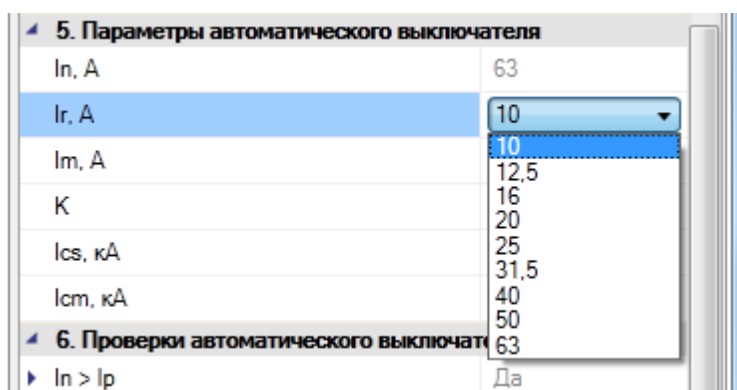 5. Параметры автоматического выключателя
In, А 63
Ir, А 10
10
Im, А 12,5
16
K 20
25
Ics, кА 31,5
Icm, кА 40
50
6. Проверки автоматического выключате 63
In > Ip Да